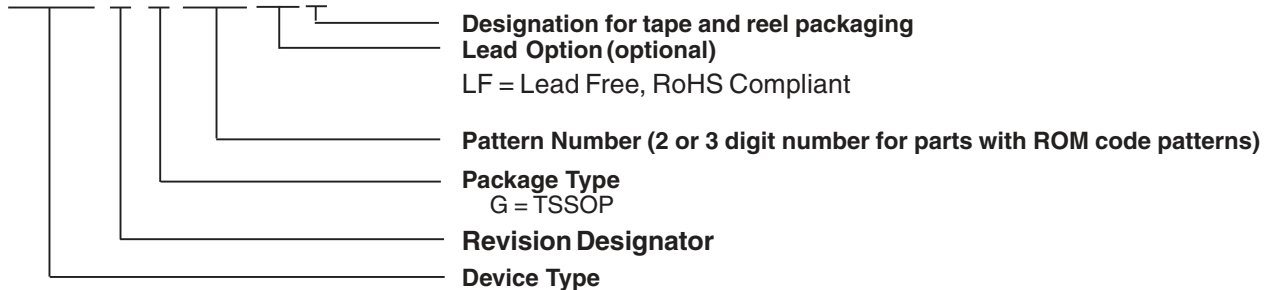 Designation for tape and reel packaging
Lead Option (optional)
LF = Lead Free, RoHS Compliant
Pattern Number (2 or 3 digit number for parts with ROM code patterns)
Package Type
G = TSSOP
Revision Designator
Device Type